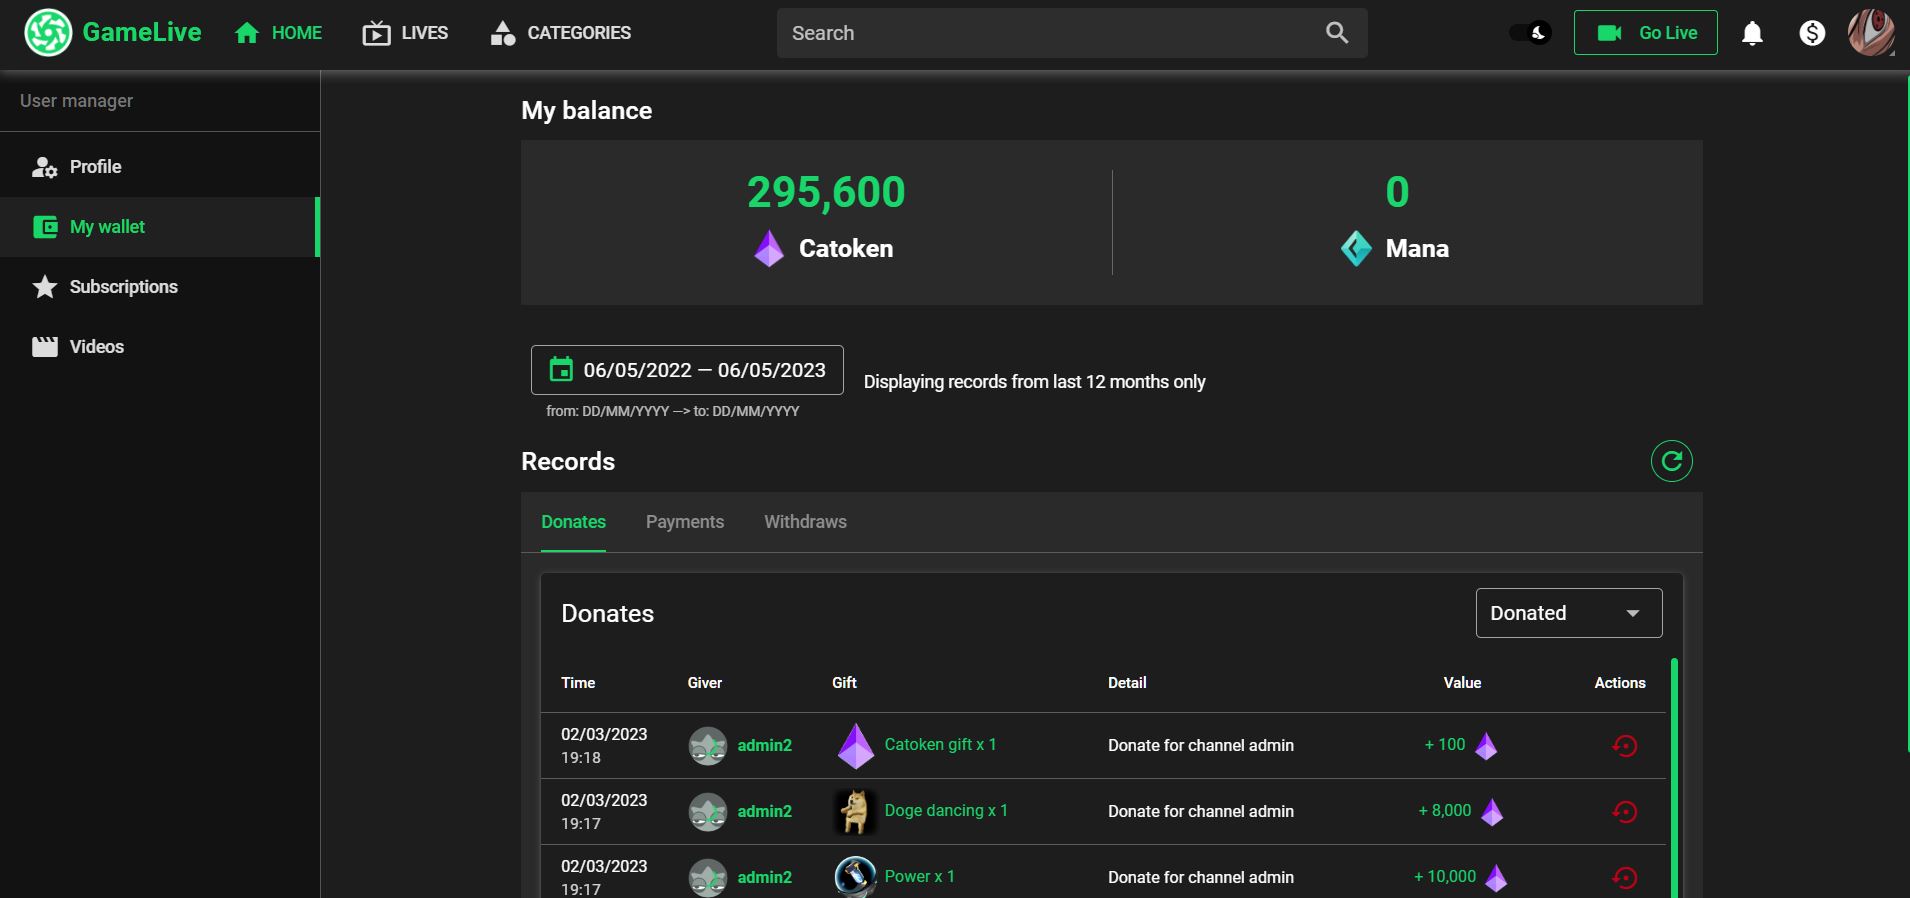 GameLive
HOME
LIVES
CATEGORIES
Search
Go Live
User manager
Profile
My wallet
Subscriptions
Videos
My balance
295,600
Catoken
0
Mana
06/05/2022 – 06/05/2023
from: DD/MM/YYYY —> to: DD/MM/YYYY
Displaying records from last 12 months only
Records
Donates Payments Withdraws
Donates
Donated
Time Giver Gift Detail Value Actions
02/03/2023
19:18
admin2 Catoken gift x 1 Donate for channel admin + 100
02/03/2023
19:17
admin2 Doge dancing x 1 Donate for channel admin + 8,000
02/03/2023
19:17
admin2 Power x 1 Donate for channel admin + 10,000